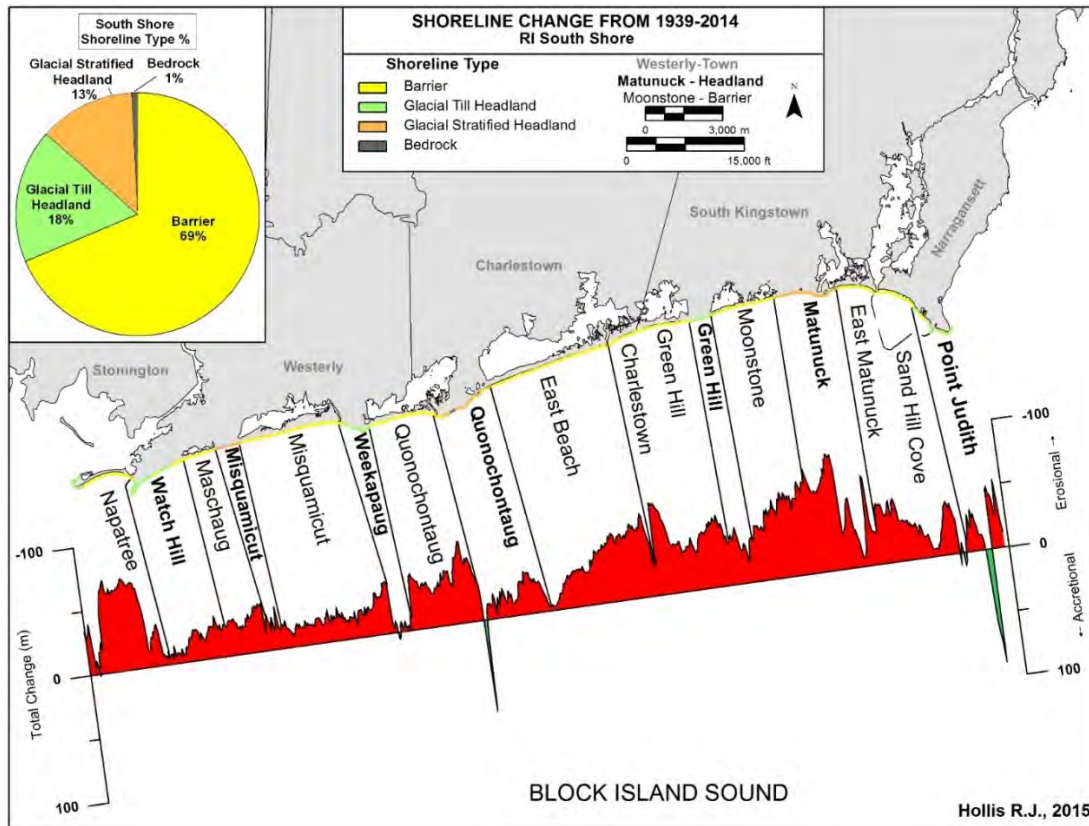 South Shore
Shoreline Type %
Glacial Stratified
Headland
13%
Bedrock
1%
Glacial Till
Headland
18%
Barrier
69%
SHORELINE CHANGE FROM 1939-2014
RI South Shore
Shoreline Type
Barrier
Glacial Till Headland
Glacial Stratified Headland
Bedrock
Westerly-Town
Matunuck - Headland
Moonstone - Barrier
0 3,000 m
0 15,000 ft
N
Stonington
Westerly
Charlestown
South Kingstown
Narragansett
Napatree
Watch Hill
Maschaug
Misquamicut
Misquamicut
Weekapaug
Quonochontaug
Quonochontaug
East Beach
Charlestown
Green Hill
Green Hill
Moonstone
Matunuck
East Matunuck
Sand Hill Cove
Point Judith
-100
0
100
Total Change (m)
-100
0
100
Erosional →
← Accretional
BLOCK ISLAND SOUND
Hollis R.J., 2015